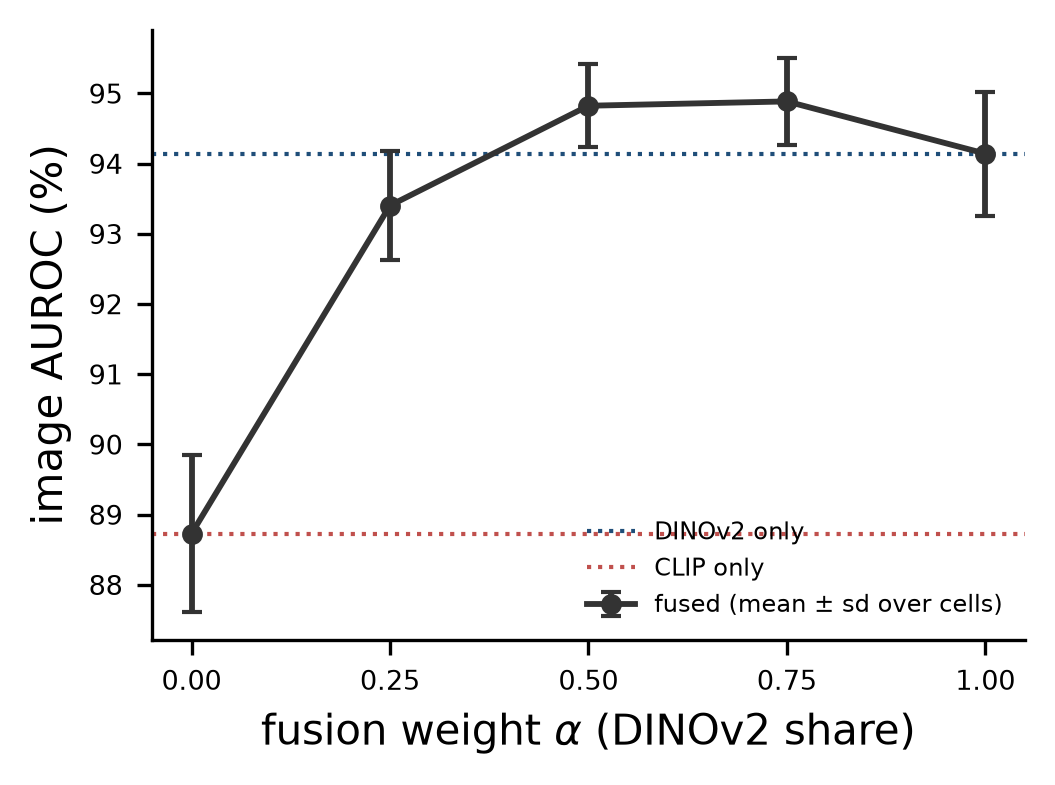 image AUROC (%)
95
94
93
92
91
90
89
88
DINOv2 only
CLIP only
fused (mean ± sd over cells)
0.00 0.25 0.50 0.75 1.00
fusion weight α (DINOv2 share)